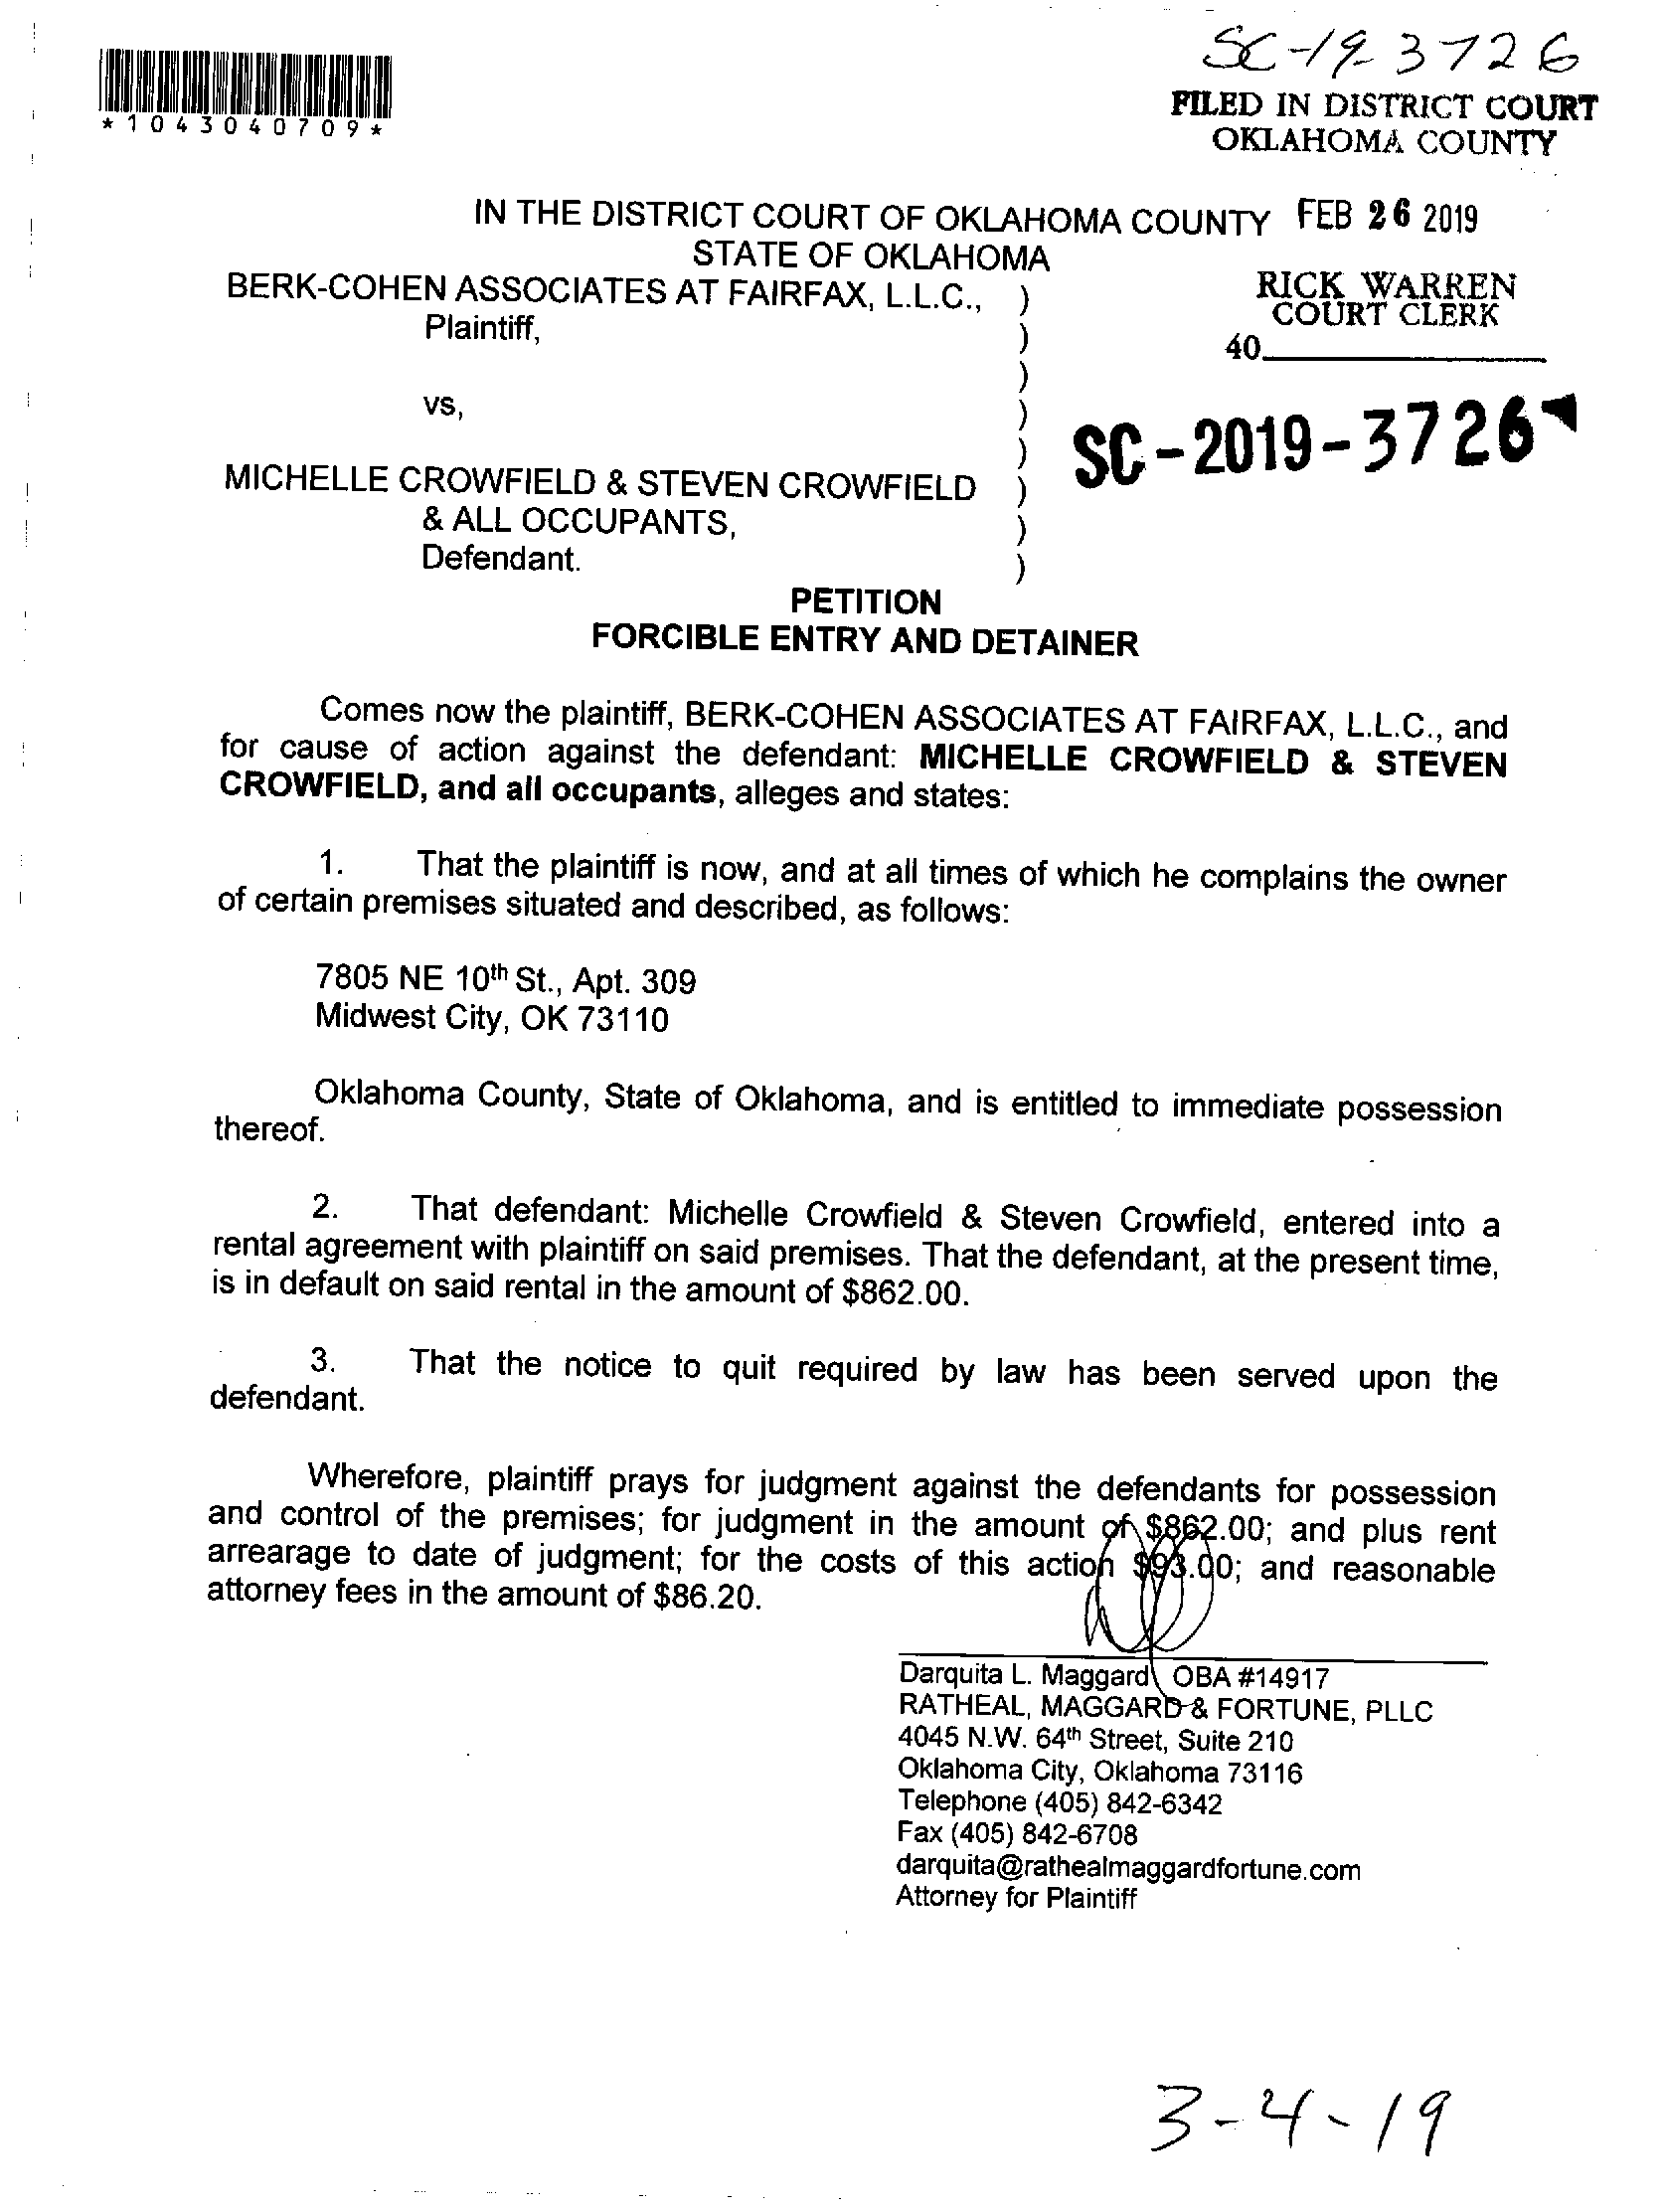 SC-19-3726
*1043040709*
FILED IN DISTRICT COURT
OKLAHOMA COUNTY
IN THE DISTRICT COURT OF OKLAHOMA COUNTY FEB 26 2019
STATE OF OKLAHOMA
BERK-COHEN ASSOCIATES AT FAIRFAX, L.L.C., )
RICK WARREN
COURT CLERK
Plaintiff, )
40
)
vs, )
SC-2019-3726
)
MICHELLE CROWFIELD & STEVEN CROWFIELD )
& ALL OCCUPANTS, )
Defendant. )
PETITION
FORCIBLE ENTRY AND DETAINER
Comes now the plaintiff, BERK-COHEN ASSOCIATES AT FAIRFAX, L.L.C., and
for cause of action against the defendant: MICHELLE CROWFIELD & STEVEN
CROWFIELD, and all occupants, alleges and states:
1. That the plaintiff is now, and at all times of which he complains the owner
of certain premises situated and described, as follows:
7805 NE 10th St., Apt. 309
Midwest City, OK 73110
Oklahoma County, State of Oklahoma, and is entitled to immediate possession
thereof.
2. That defendant: Michelle Crowfield & Steven Crowfield, entered into a
rental agreement with plaintiff on said premises. That the defendant, at the present time,
is in default on said rental in the amount of $862.00.
3. That the notice to quit required by law has been served upon the
defendant.
Wherefore, plaintiff prays for judgment against the defendants for possession
and control of the premises; for judgment in the amount of $862.00; and plus rent
arrearage to date of judgment; for the costs of this action $93.00; and reasonable
attorney fees in the amount of $86.20.
Darquita L. Maggard OBA #14917
RATHEAL, MAGGARD & FORTUNE, PLLC
4045 N.W. 64th Street, Suite 210
Oklahoma City, Oklahoma 73116
Telephone (405) 842-6342
Fax (405) 842-6708
darquita@rathealmaggardfortune.com
Attorney for Plaintiff
3-4-19